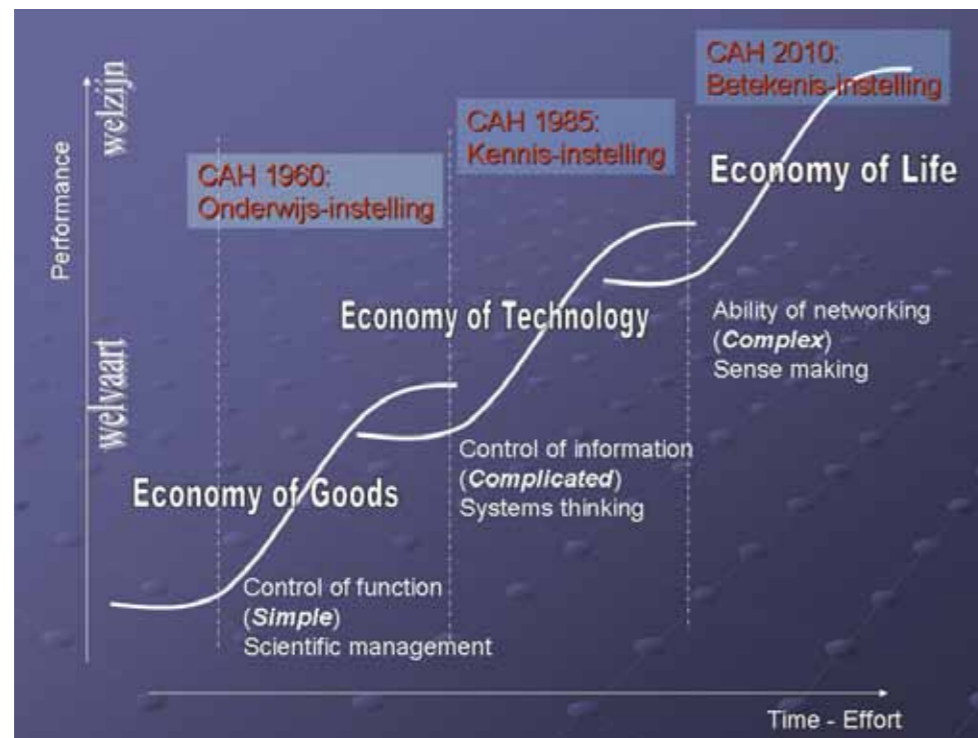 CAH 2010:
Betekenis-instelling
CAH 1985:
Kennis-instelling
CAH 1960:
Onderwijs-instelling
welzijn
Performance
welvaart
Economy of Life
Economy of Technology
Economy of Goods
Ability of networking
(Complex)
Sense making
Control of information
(Complicated)
Systems thinking
Control of function
(Simple)
Scientific management
Time - Effort